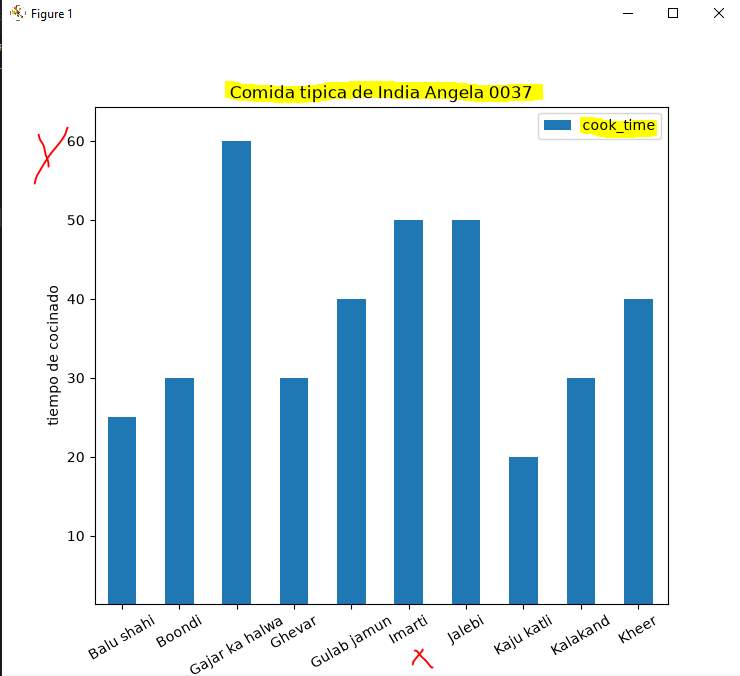 Figure 1
Comida tipica de India Angela 0037
cook_time
Y
60
50
40
30
20
10
tiempo de cocinado
Balu shahi
Boondi
Gajar ka halwa
Ghevar
Gulab jamun
Imarti
Jalebi
Kaju katli
Kalakand
Kheer
X